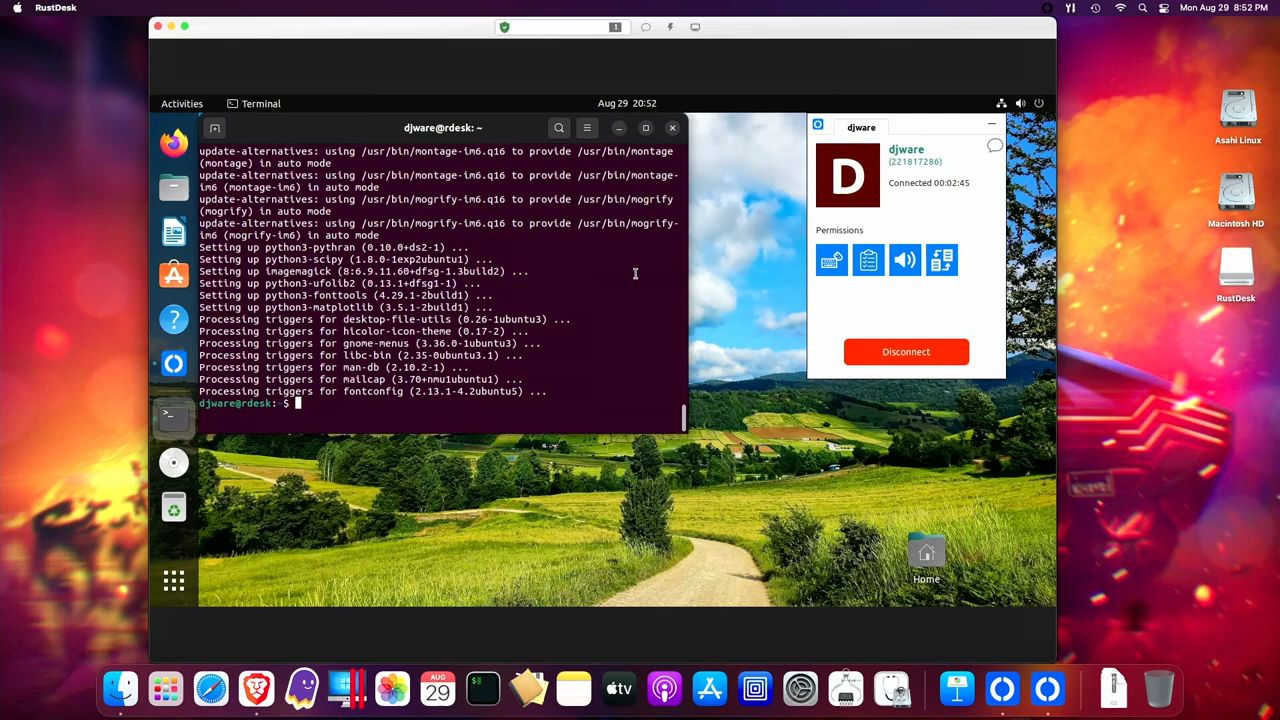 RustDesk
Mon Aug 29 8:52 PM
1
Activities
Terminal
Aug 29 20:52
djware@rdesk: ~
update-alternatives: using /usr/bin/montage-im6.q16 to provide /usr/bin/montage
(montage) in auto mode
update-alternatives: using /usr/bin/montage-im6.q16 to provide /usr/bin/montage-
im6 (montage-im6) in auto mode
update-alternatives: using /usr/bin/mogrify-im6.q16 to provide /usr/bin/mogrify
(mogrify) in auto mode
update-alternatives: using /usr/bin/mogrify-im6.q16 to provide /usr/bin/mogrify-
im6 (mogrify-im6) in auto mode
Setting up python3-pythran (0.10.0+ds2-1) ...
Setting up python3-scipy (1.8.0-1exp2ubuntu1) ...
Setting up imagemagick (8:6.9.11.60+dfsg-1.3build2) ...
Setting up python3-ufolib2 (0.13.1+dfsg1-1) ...
Setting up python3-fonttools (4.29.1-2build1) ...
Setting up python3-matplotlib (3.5.1-2build1) ...
Processing triggers for desktop-file-utils (0.26-1ubuntu3) ...
Processing triggers for hicolor-icon-theme (0.17-2) ...
Processing triggers for gnome-menus (3.36.0-1ubuntu3) ...
Processing triggers for libc-bin (2.35-0ubuntu3.1) ...
Processing triggers for man-db (2.10.2-1) ...
Processing triggers for mailcap (3.70+nmu1ubuntu1) ...
Processing triggers for fontconfig (2.13.1-4.2ubuntu5) ...
djware@rdesk:~$
djware
D
djware
(221817286)
Connected 00:02:45
Permissions
Disconnect
Home
Asahi Linux
Macintosh HD
RustDesk
AUG
29
tv